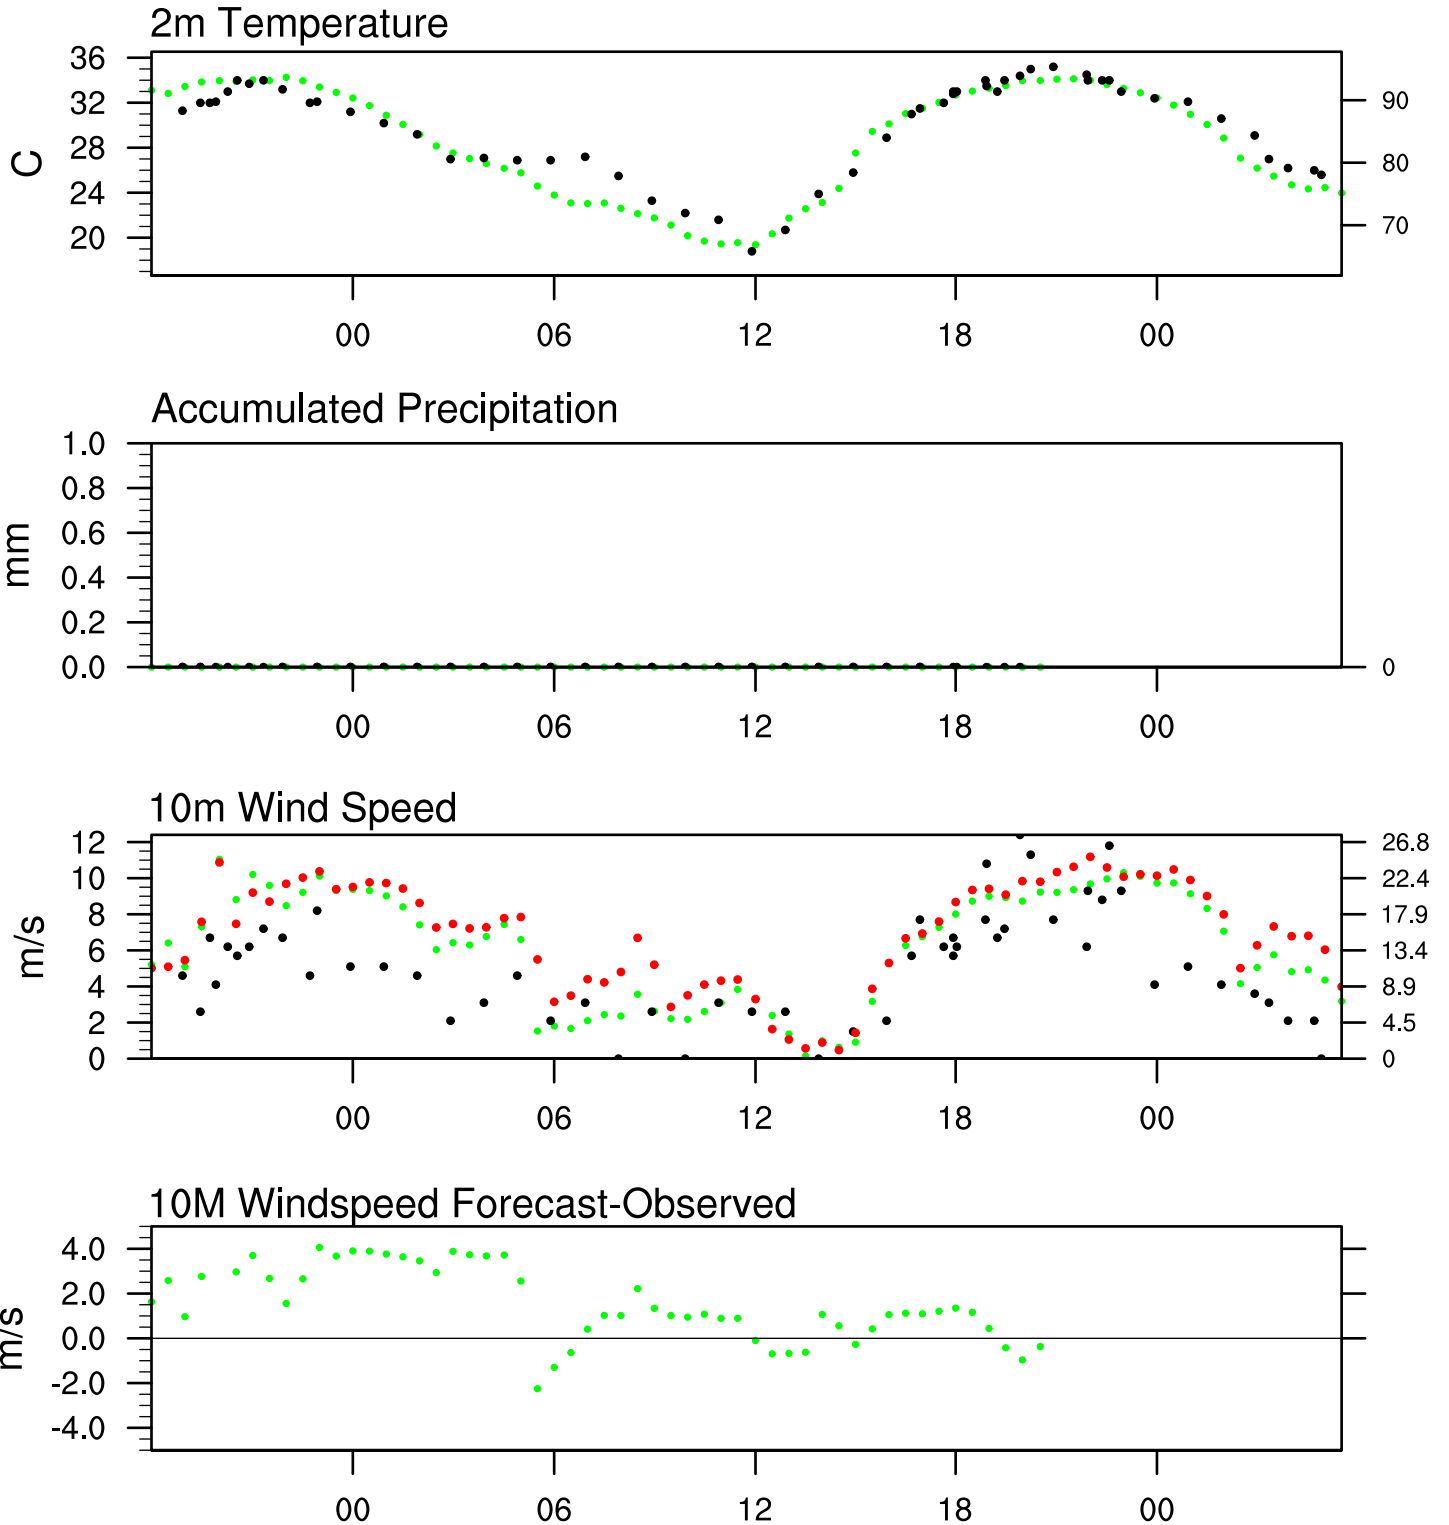 2m Temperature
36
32
28
24
20
C
90
80
70
00 06 12 18 00
Accumulated Precipitation
1.0
0.8
0.6
0.4
0.2
0.0
mm
0
00 06 12 18 00
10m Wind Speed
12
10
8
6
4
2
0
m/s
26.8
22.4
17.9
13.4
8.9
4.5
0
00 06 12 18 00
10M Windspeed Forecast-Observed
4.0
2.0
0.0
-2.0
-4.0
m/s
00 06 12 18 00